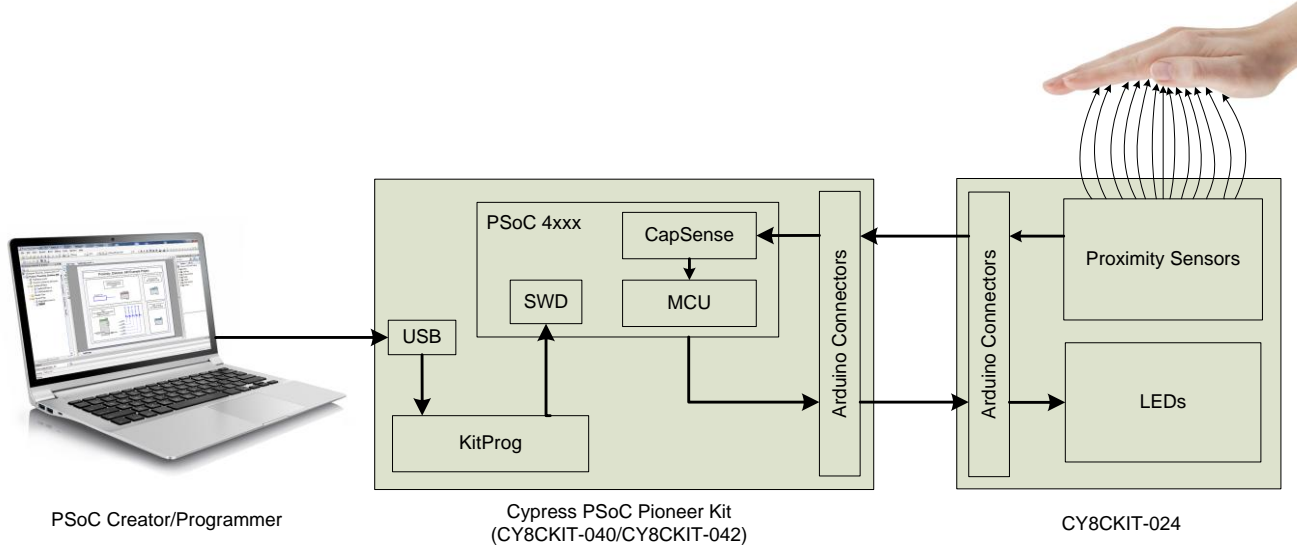 PSoC 4xxx
CapSense
MCU
SWD
USB
KitProg
Arduino Connectors
Arduino Connectors
Proximity Sensors
LEDs
PSoC Creator/Programmer
Cypress PSoC Pioneer Kit
(CY8CKIT-040/CY8CKIT-042)
CY8CKIT-024